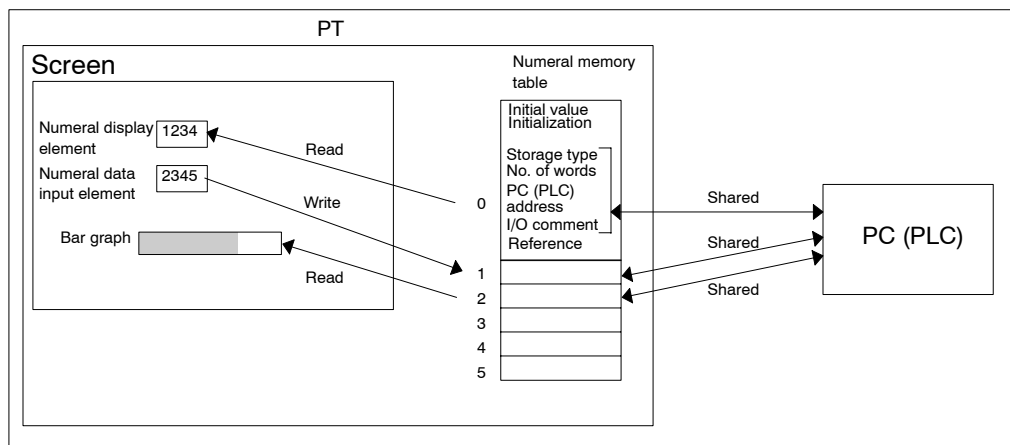 PT
Screen
Numeral memory
table
Initial value
Initialization
Numeral display
element
1234
Read
Storage type
No. of words
PC (PLC)
address
I/O comment
Reference
0
Numeral data
input element
2345
Write
Shared
PC (PLC)
Bar graph
Read
1
Shared
2
Shared
3
4
5